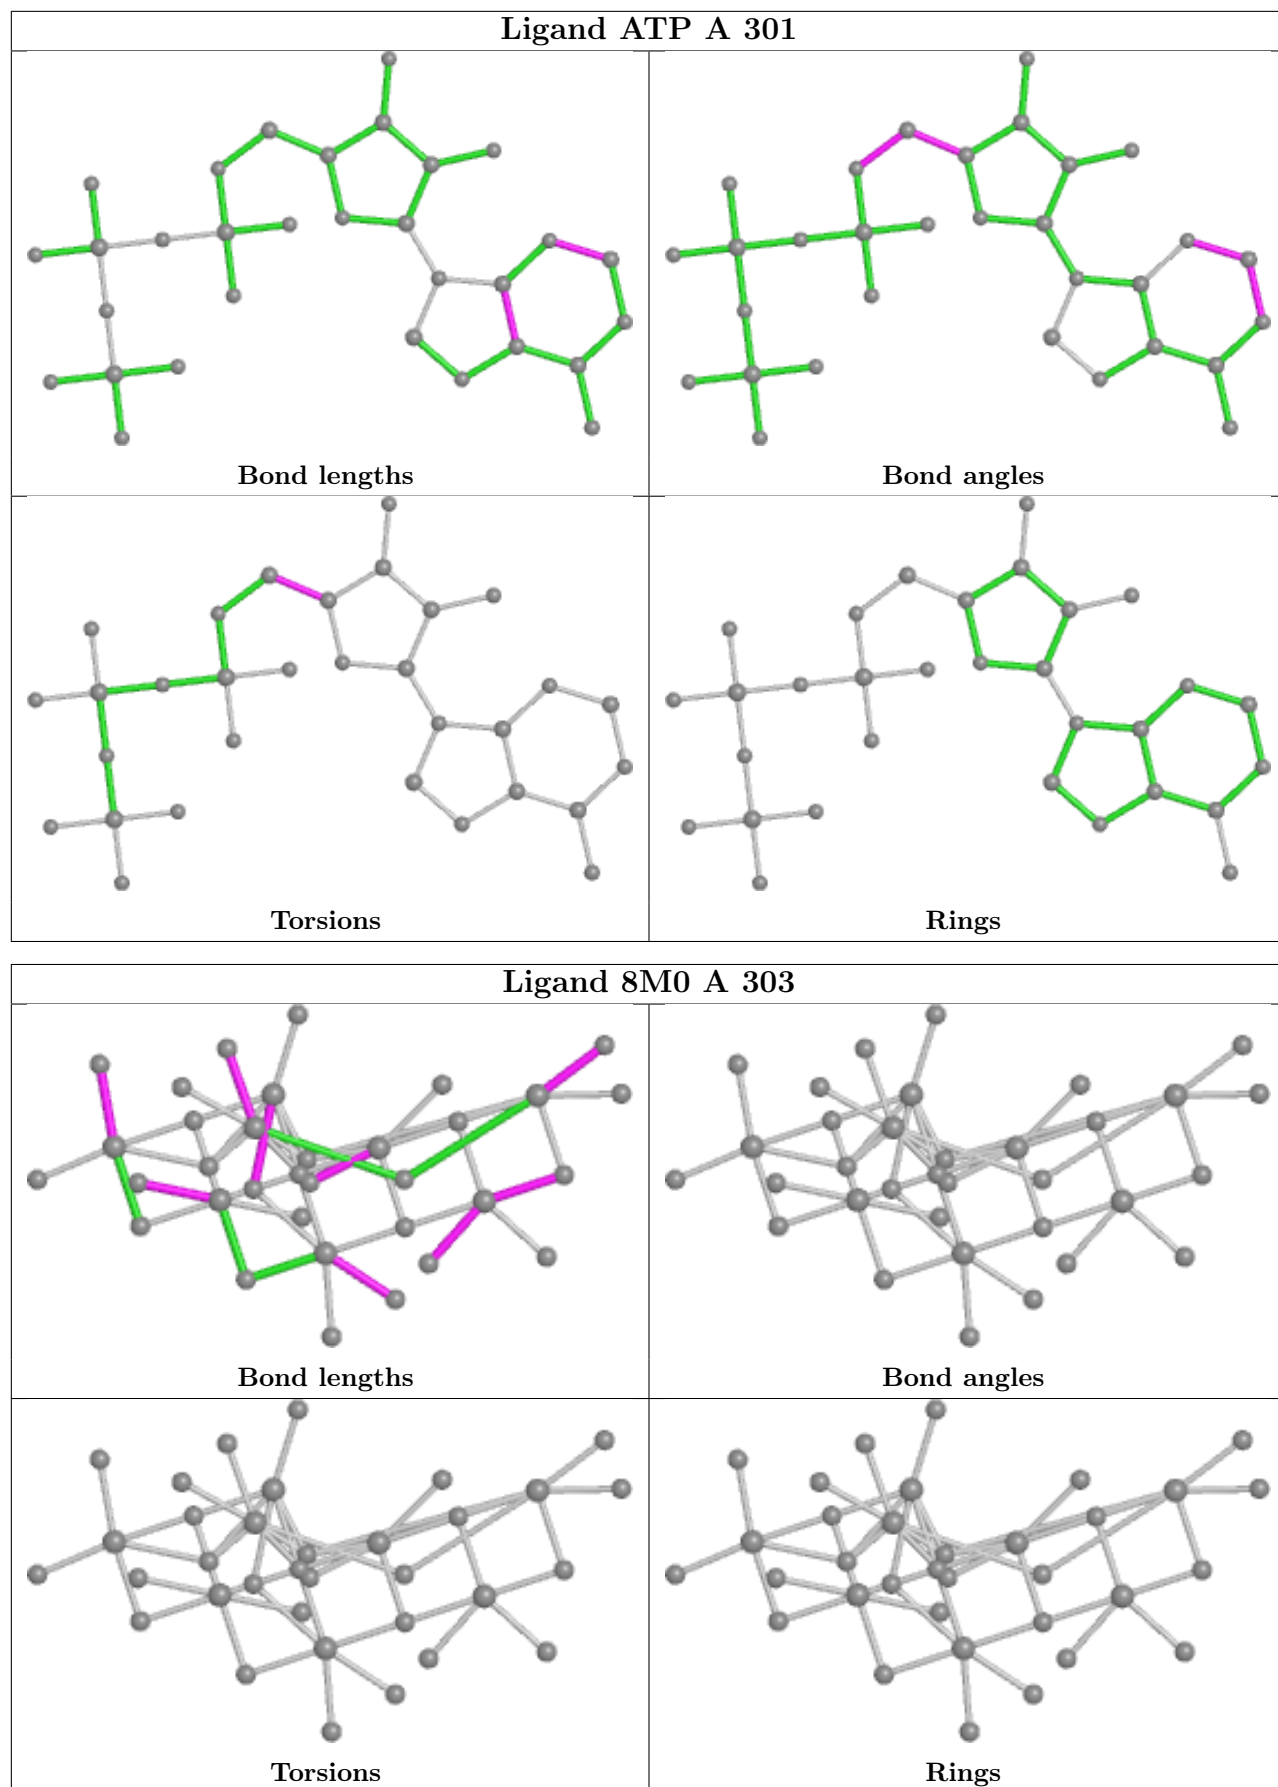 Ligand ATP A 301
Bond lengths
Bond angles
Torsions
Rings
Ligand 8M0 A 303
Bond lengths
Bond angles
Torsions
Rings